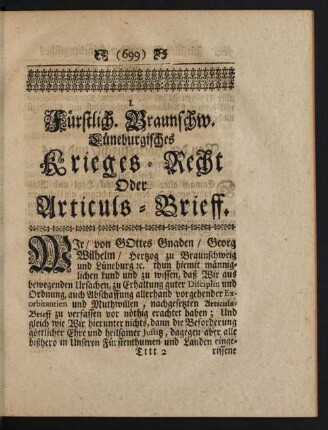 (699)
I.
Fürstlich. Braunschw.
Lüneburgisches
Krieges-Recht
Oder
Articuls-Brieff.
WIr/ von GOttes Gnaden/ Georg
Wilhelm/ Hertzog zu Braunschweig
und Lüneburg ꝛc. thun hiemit männig-
lichen kund und zu wissen, daß Wir aus
bewegenden Ursachen, zu Erhaltung guter Disciplin und
Ordnung, auch Abschaffung allerhand vorgehender Ex-
orbitantien und Muthwillen, nachgesetzten Articuls-
Brieff zu verfassen vor nöthig erachtet haben; Und
gleich wie Wir hierunter nichts, dann die Beforderung
göttlicher Ehre und heilsamer Justitz, dagegen aber alle
bißhero in Unseren Fürstenthumen und Landen einge-
Tttt 2 rissene